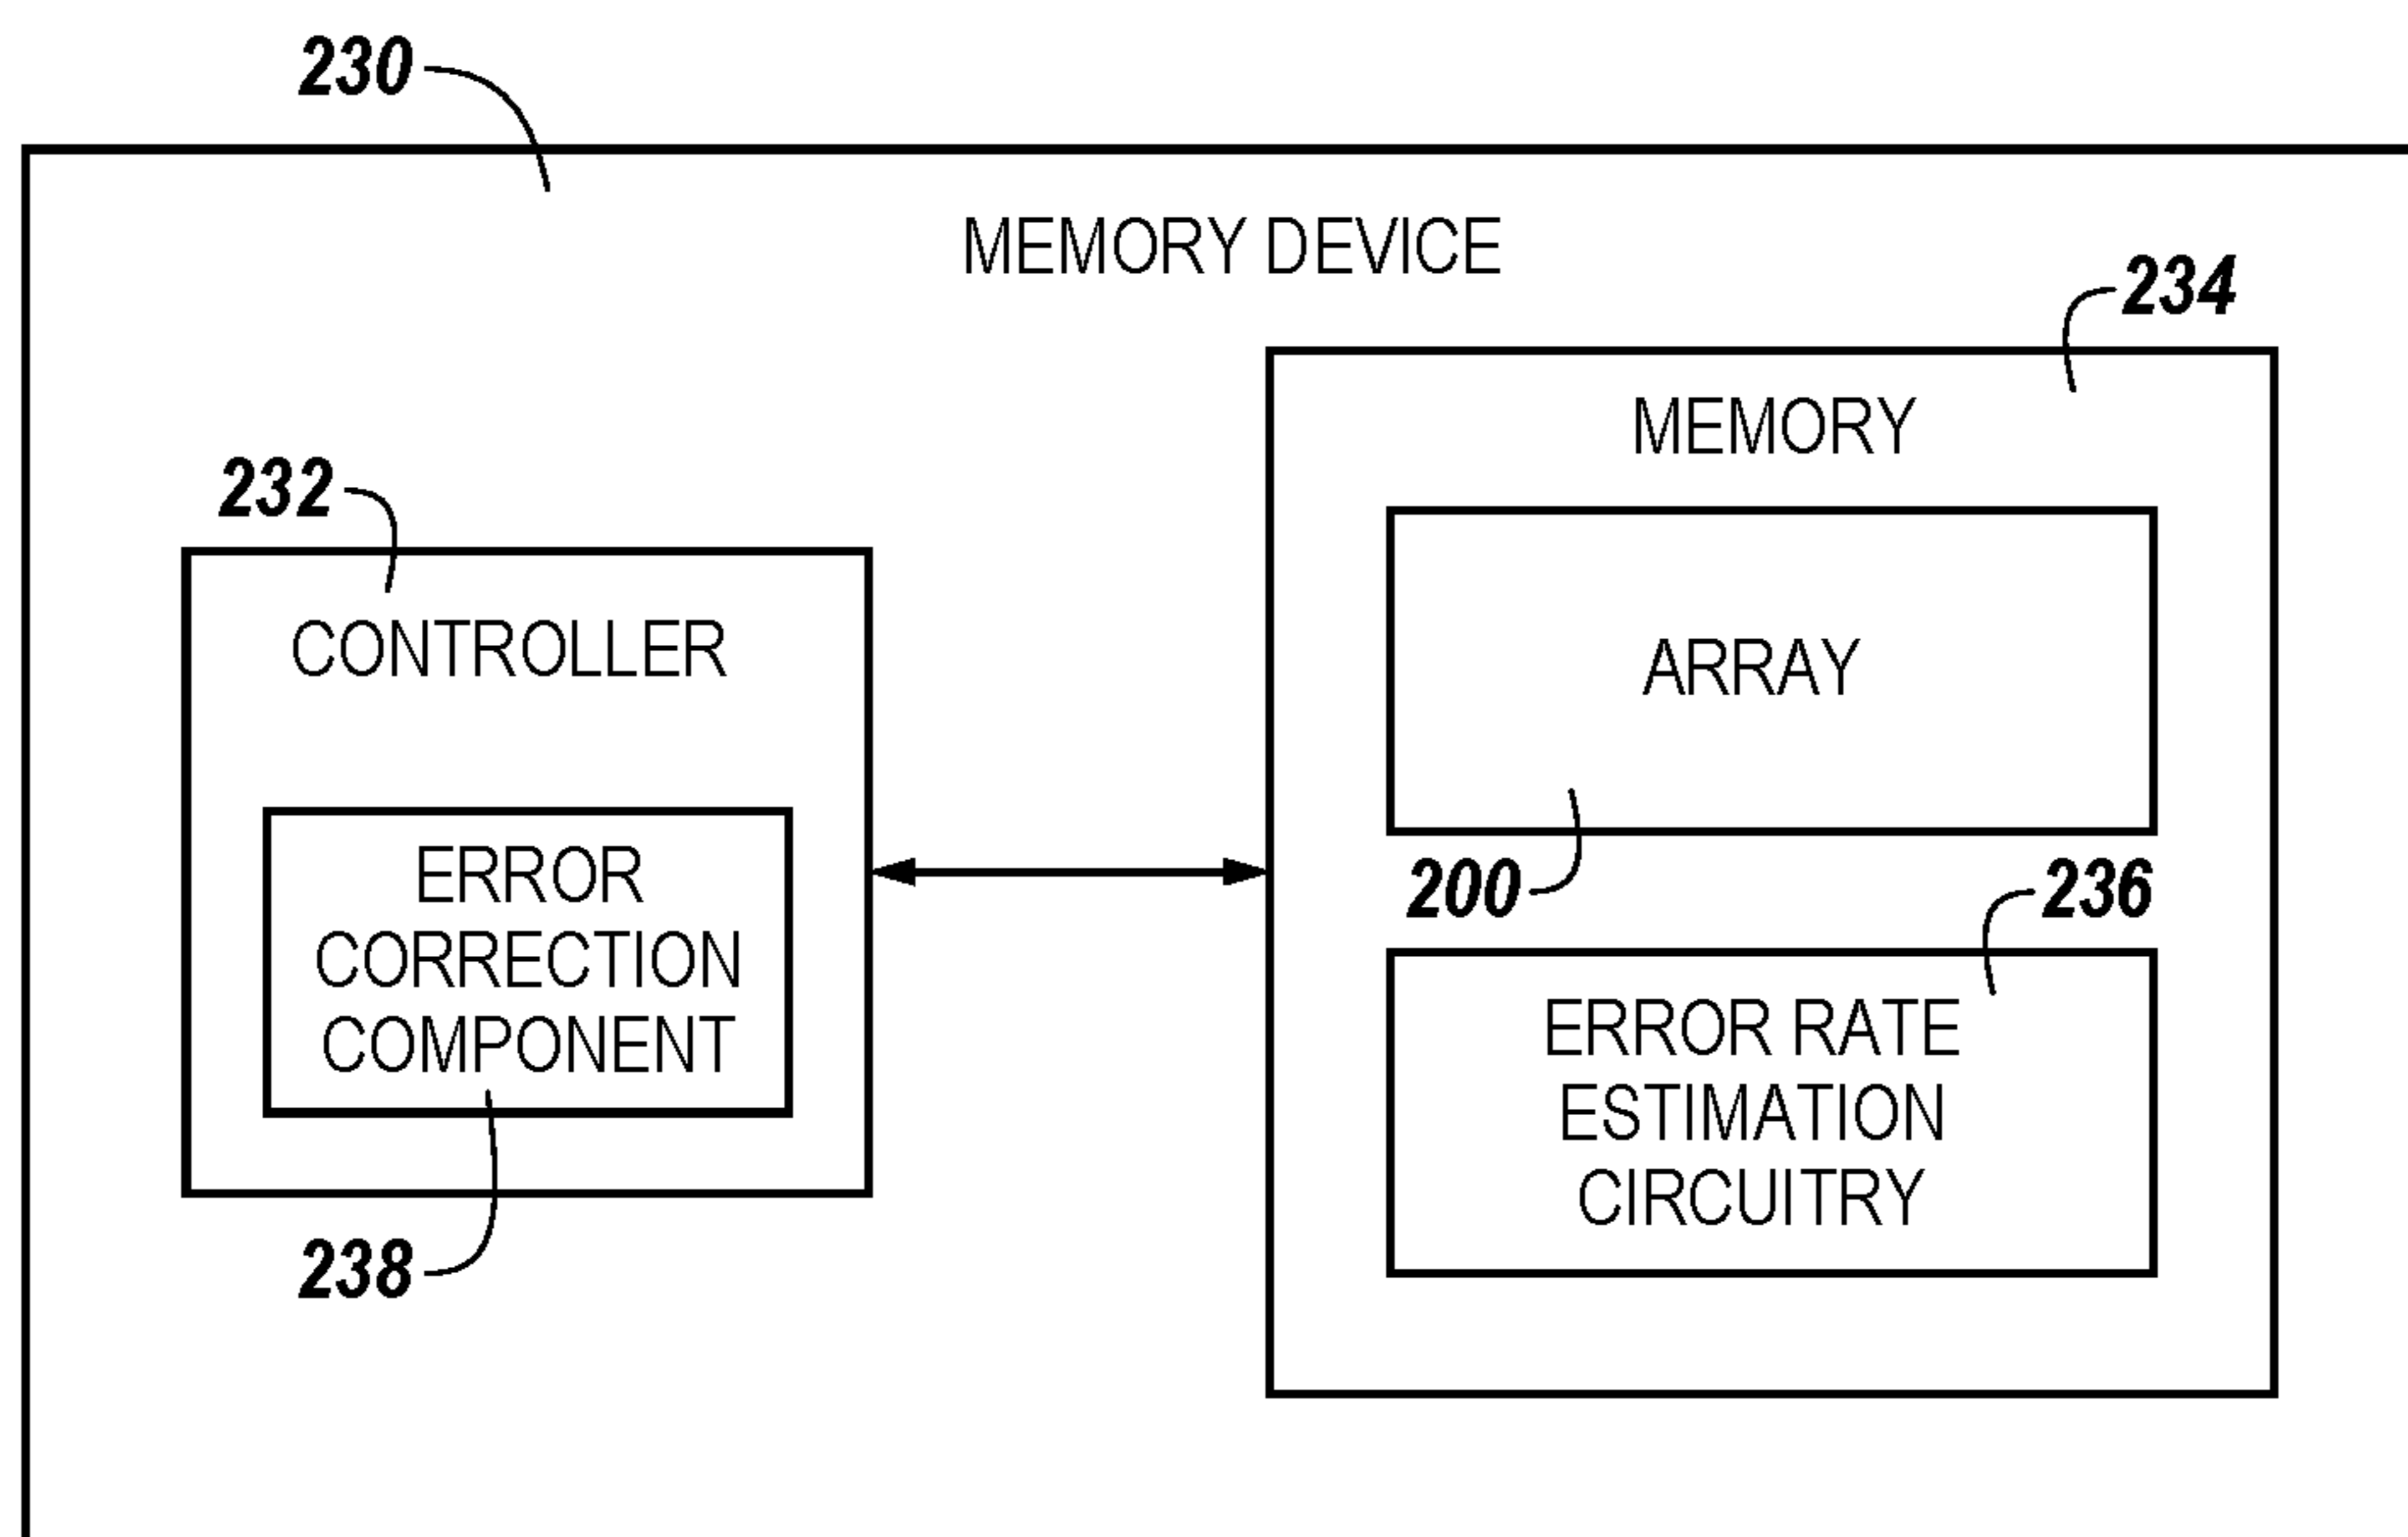 230
MEMORY DEVICE
234
MEMORY
232
CONTROLLER
ARRAY
200
ERROR
CORRECTION
COMPONENT
238
236
ERROR RATE
ESTIMATION
CIRCUITRY